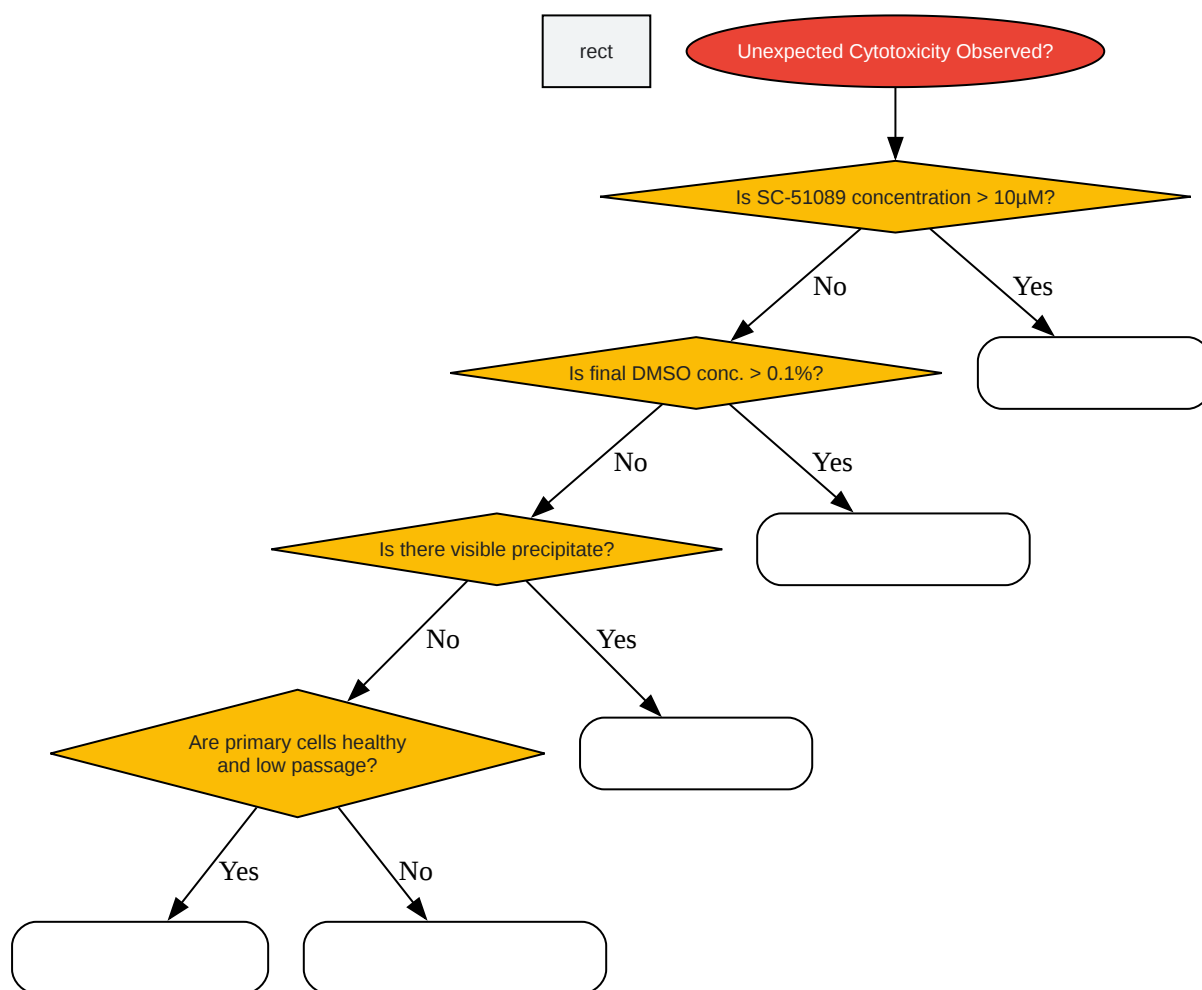 rect
Unexpected Cytotoxicity Observed?
Is SC-51089 concentration > 10µM?
No
Yes
Is final DMSO conc. > 0.1%?
No
Yes
Is there visible precipitate?
No
Yes
Are primary cells healthy
and low passage?
Yes
No